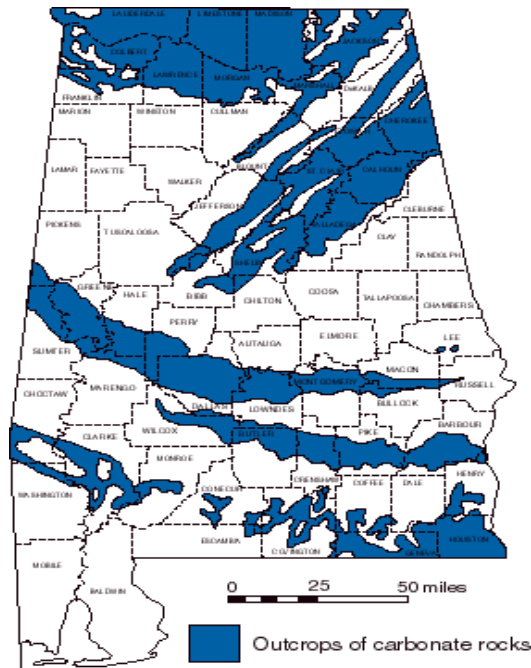 LAUDERDALE LIMESTONE MADISON
JACKSON
COLBERT
LAWRENCE MORGAN
MARSHALL DeKALB
FRANKLIN
MARION WINSTON CULLMAN
CHEROKEE
BLOUNT
LAMAR FAYETTE WALKER ST. CLAIR CALHOUN
JEFFERSON CLEBURNE
PICKENS TUSCALOOSA TALLADEGA CLAY
RANDOLPH
SHELBY
GREENE HALE BIBB CHILTON COOSA TALLAPOOSA CHAMBERS
PERRY
SUMTER AUTAUGA ELMORE LEE
MACON
CHOCTAW MARENGO MONTGOMERY RUSSELL
DALLAS LOWNDES BULLOCK
CLARKE WILCOX BUTLER PIKE BARBOUR
MONROE
WASHINGTON CONECUH CRENSHAW COFFEE DALE HENRY
ESCAMBIA COVINGTON GENEVA HOUSTON
MOBILE
BALDWIN
0 25 50 miles
Outcrops of carbonate rocks